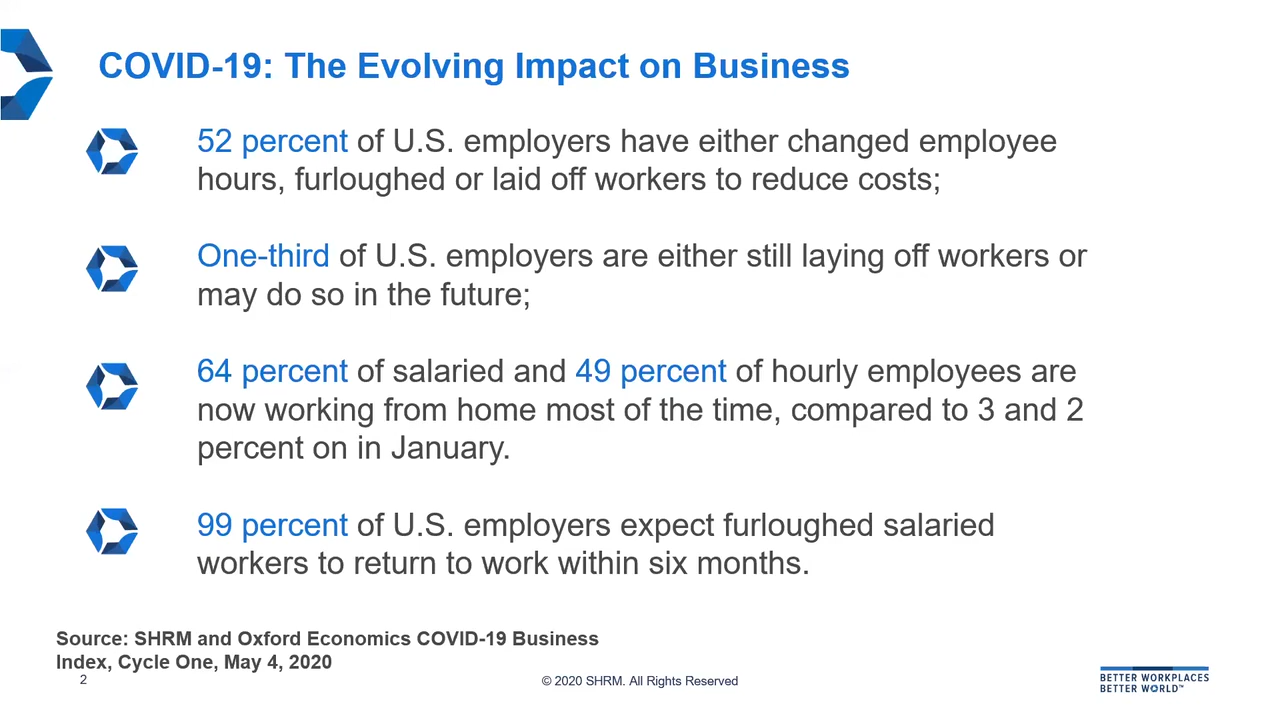 COVID-19: The Evolving Impact on Business
52 percent of U.S. employers have either changed employee
hours, furloughed or laid off workers to reduce costs;
One-third of U.S. employers are either still laying off workers or
may do so in the future;
64 percent of salaried and 49 percent of hourly employees are
now working from home most of the time, compared to 3 and 2
percent on in January.
99 percent of U.S. employers expect furloughed salaried
workers to return to work within six months.
Source: SHRM and Oxford Economics COVID-19 Business
Index, Cycle One, May 4, 2020
2
© 2020 SHRM. All Rights Reserved
BETTER WORKPLACES
BETTER WORLD™